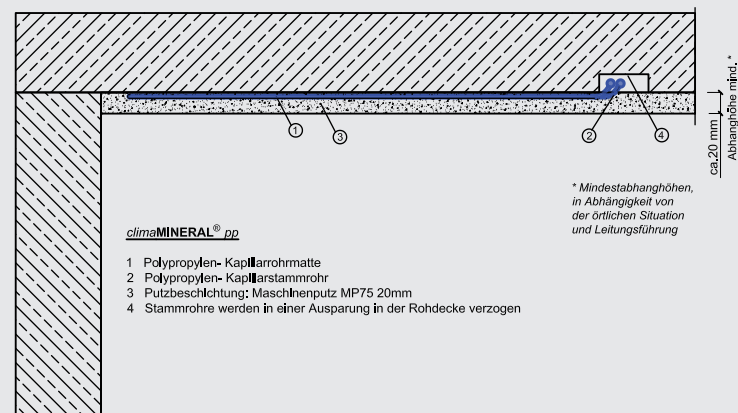 1
3
2
4
ca.20 mm
Abhanghöhe mind. *
* Mindestabhanghöhen,
in Abhängigkeit von
der örtlichen Situation
und Leitungsführung
climaMINERAL® pp
1 Polypropylen- Kapillarrohrmatte
2 Polypropylen- Kapillarstammrohr
3 Putzbeschichtung: Maschinenputz MP75 20mm
4 Stammrohre werden in einer Ausparung in der Rohdecke verzogen